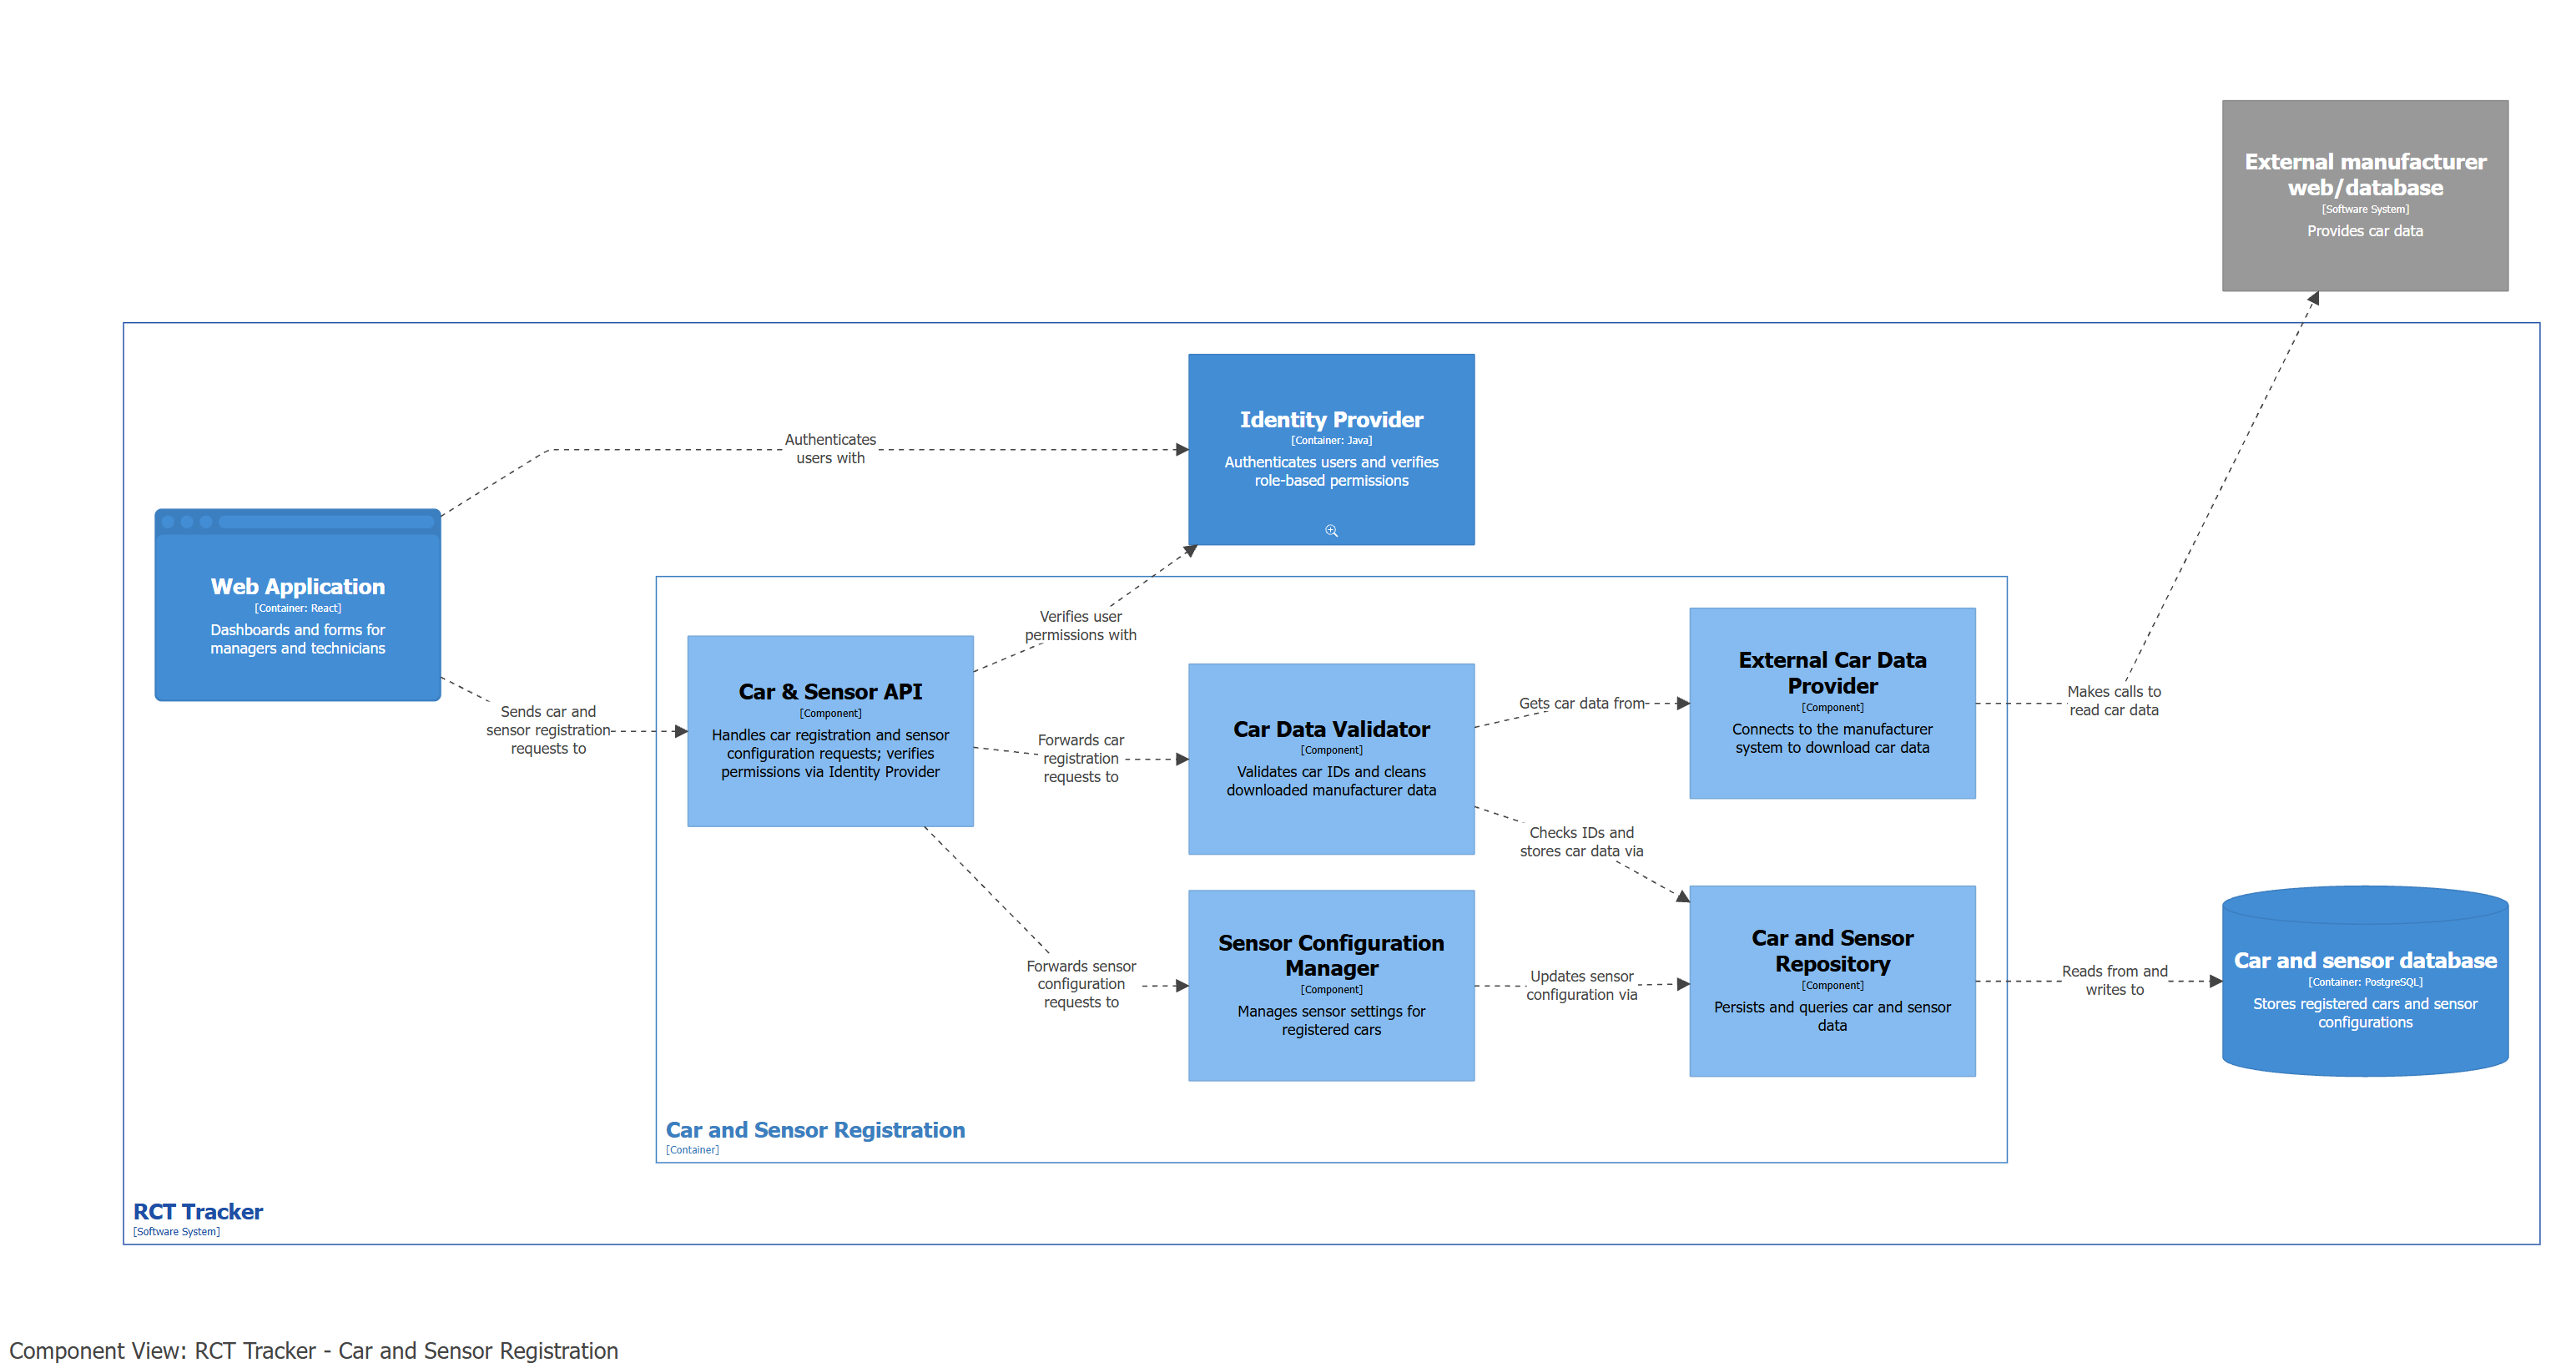 External manufacturer
web/database
[Software System]
Provides car data
Identity Provider
[Container: Java]
Authenticates users and verifies
role-based permissions
Authenticates
users with
Web Application
[Container: React]
Dashboards and forms for
managers and technicians
Verifies user
permissions with
Sends car and
sensor registration
requests to
Car & Sensor API
[Component]
Handles car registration and sensor
configuration requests; verifies
permissions via Identity Provider
Forwards car
registration
requests to
Car Data Validator
[Component]
Validates car IDs and cleans
downloaded manufacturer data
Gets car data from
External Car Data
Provider
[Component]
Connects to the manufacturer
system to download car data
Makes calls to
read car data
Checks IDs and
stores car data via
Forwards sensor
configuration
requests to
Sensor Configuration
Manager
[Component]
Manages sensor settings for
registered cars
Updates sensor
configuration via
Car and Sensor
Repository
[Component]
Persists and queries car and sensor
data
Reads from and
writes to
Car and sensor database
[Container: PostgreSQL]
Stores registered cars and sensor
configurations
Car and Sensor Registration
[Container]
RCT Tracker
[Software System]
Component View: RCT Tracker - Car and Sensor Registration